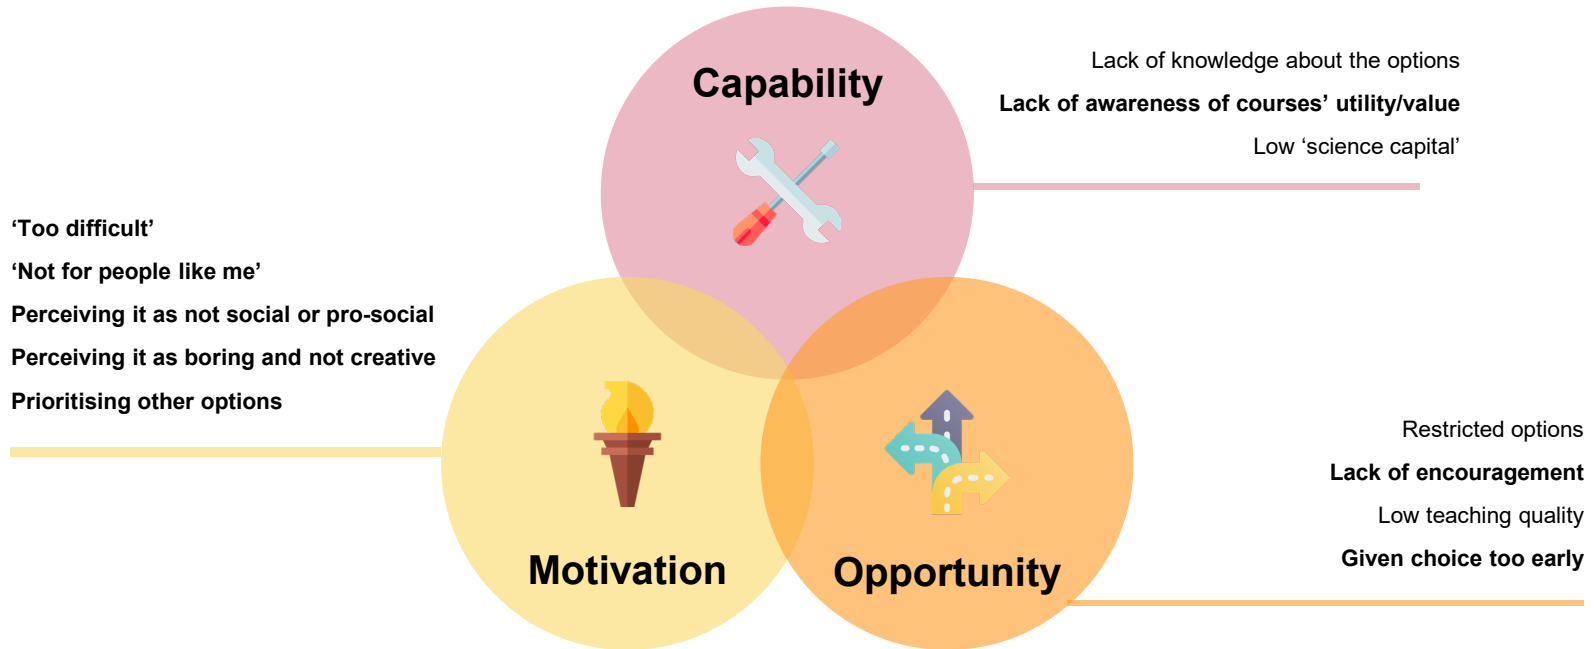 Capability
Lack of knowledge about the options
Lack of awareness of courses’ utility/value
Low ‘science capital’
‘Too difficult’
‘Not for people like me’
Perceiving it as not social or pro-social
Perceiving it as boring and not creative
Prioritising other options
Motivation
Opportunity
Restricted options
Lack of encouragement
Low teaching quality
Given choice too early